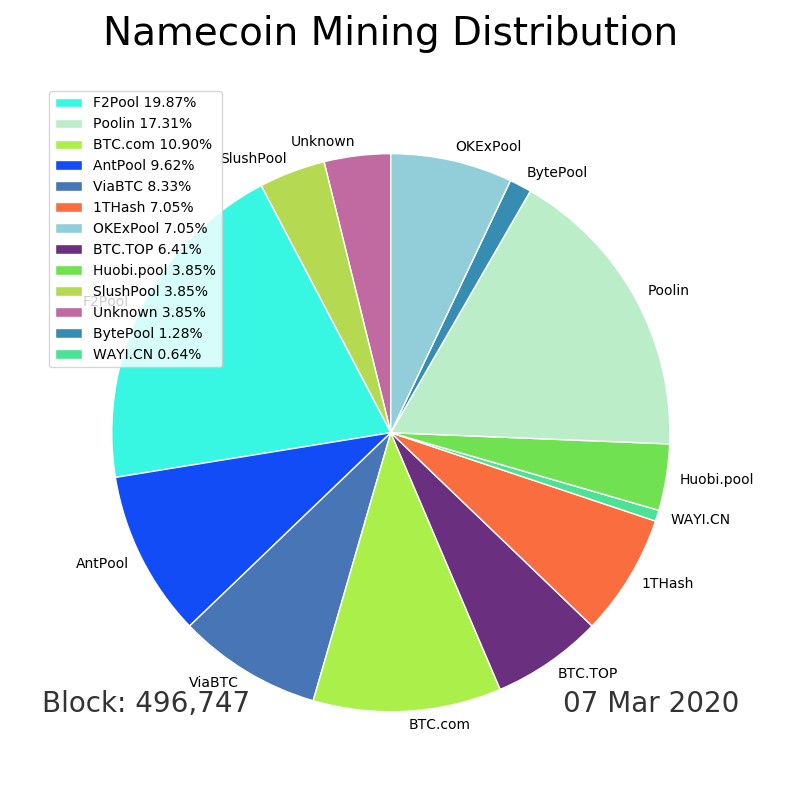 Namecoin Mining Distribution
F2Pool 19.87%
Poolin 17.31%
BTC.com 10.90%
AntPool 9.62%
ViaBTC 8.33%
1THash 7.05%
OKExPool 7.05%
BTC.TOP 6.41%
Huobi.pool 3.85%
SlushPool 3.85%
Unknown 3.85%
BytePool 1.28%
WAYI.CN 0.64%
OKExPool
BytePool
Poolin
Huobi.pool
WAYI.CN
1THash
BTC.TOP
BTC.com
ViaBTC
AntPool
F2Pool
SlushPool
Unknown
Block: 496,747
07 Mar 2020